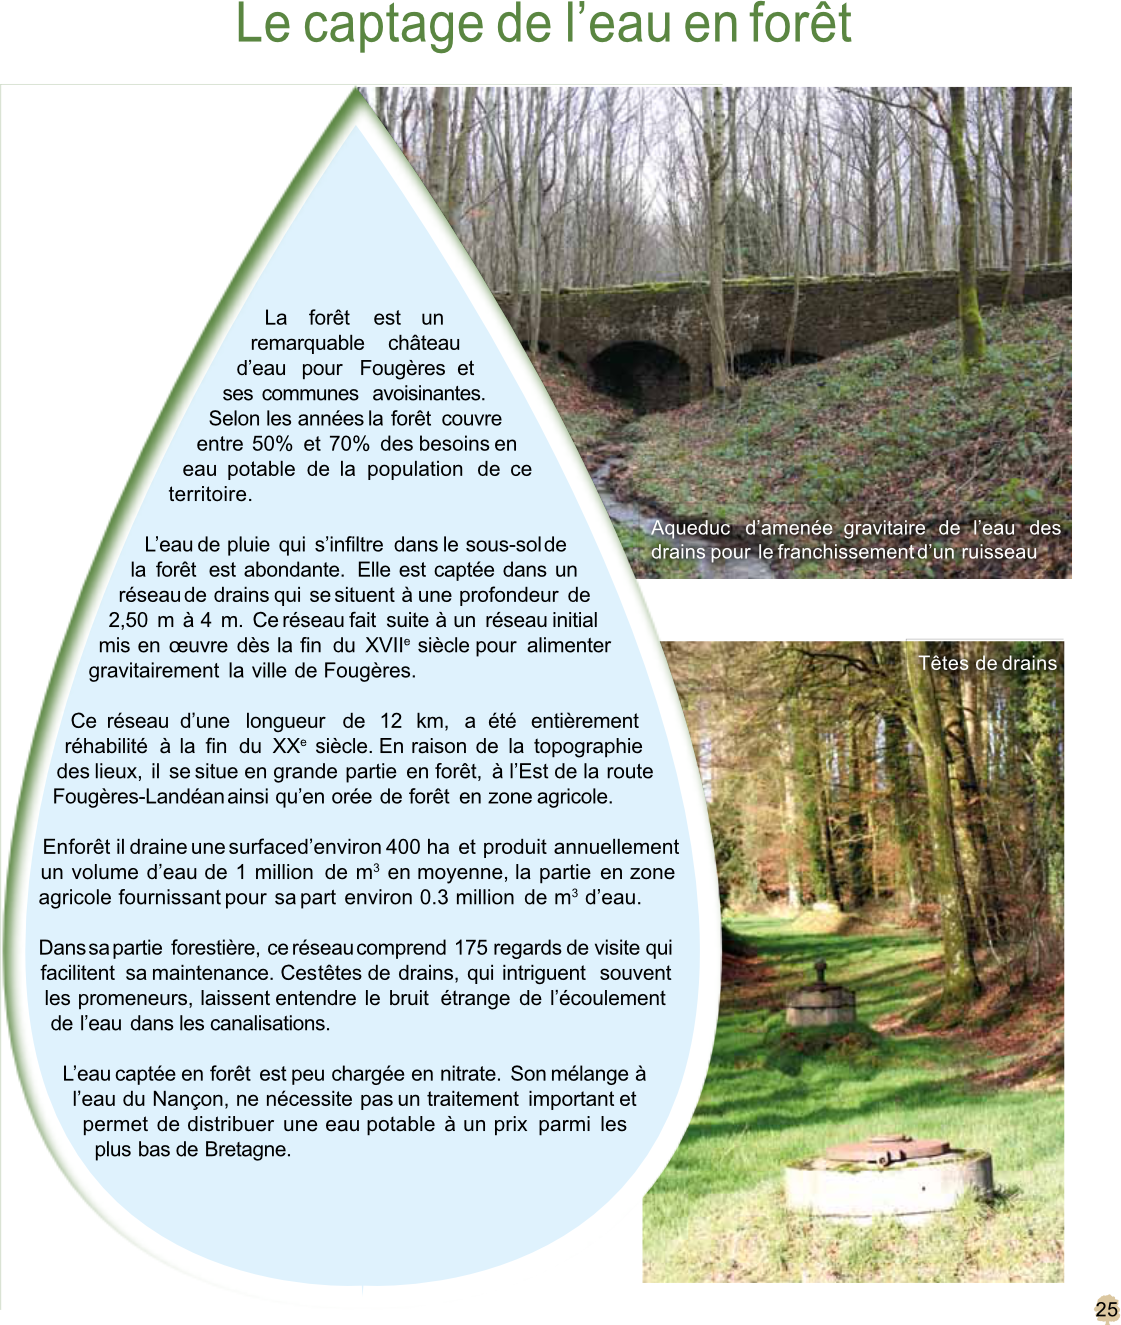 Le captage de l’eau en forêt
La forêt est un
remarquable château
d’eau pour Fougères et
ses communes avoisinantes.
Selon les années la forêt couvre
entre 50% et 70% des besoins en
eau potable de la population de ce
territoire.
L’eau de pluie qui s’infiltre dans le sous-sol de
la forêt est abondante. Elle est captée dans un
réseau de drains qui se situent à une profondeur de
2,50 m à 4 m. Ce réseau fait suite à un réseau initial
mis en œuvre dès la fin du XVIIe siècle pour alimenter
gravitairement la ville de Fougères.
Ce réseau d’une longueur de 12 km, a été entièrement
réhabilité à la fin du XXe siècle. En raison de la topographie
des lieux, il se situe en grande partie en forêt, à l’Est de la route
Fougères-Landéan ainsi qu’en orée de forêt en zone agricole.
En forêt il draine une surface d’environ 400 ha et produit annuellement
un volume d’eau de 1 million de m3 en moyenne, la partie en zone
agricole fournissant pour sa part environ 0.3 million de m3 d’eau.
Dans sa partie forestière, ce réseau comprend 175 regards de visite qui
facilitent sa maintenance. Ces têtes de drains, qui intriguent souvent
les promeneurs, laissent entendre le bruit étrange de l’écoulement
de l’eau dans les canalisations.
L’eau captée en forêt est peu chargée en nitrate. Son mélange à
l’eau du Nançon, ne nécessite pas un traitement important et
permet de distribuer une eau potable à un prix parmi les
plus bas de Bretagne.
Aqueduc d’amenée gravitaire de l’eau des
drains pour le franchissement d’un ruisseau
Têtes de drains
25